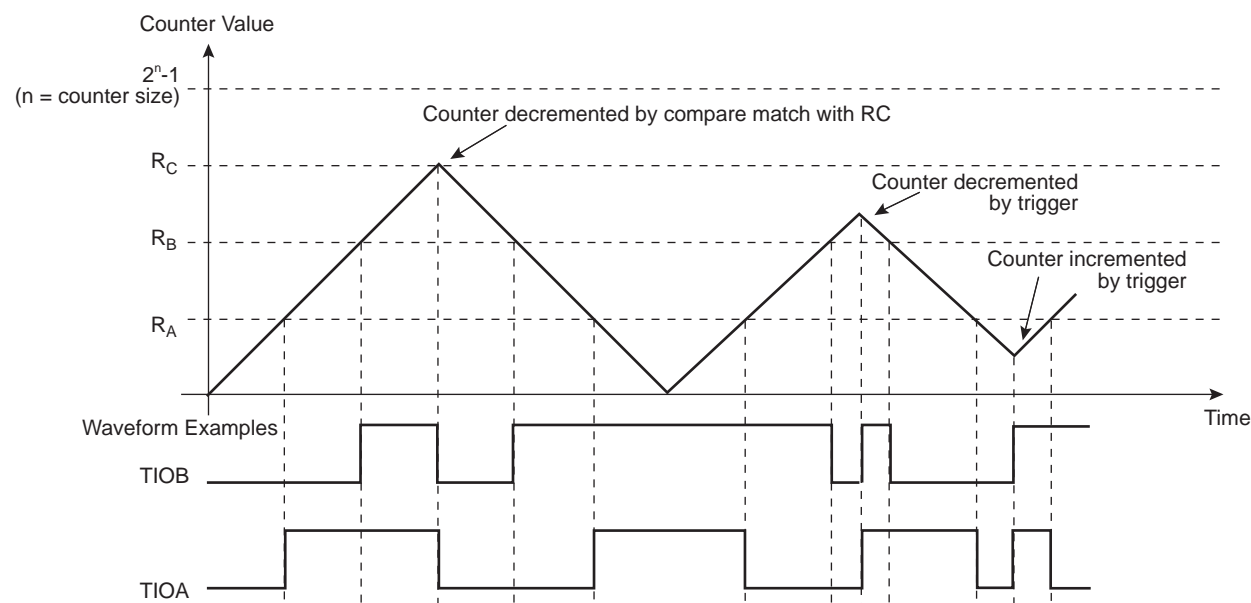 Counter Value
2ⁿ-1
(n = counter size)
Counter decremented by compare match with RC
R_C
Counter decremented
by trigger
R_B
Counter incremented
by trigger
R_A
Time
Waveform Examples
TIOB
TIOA